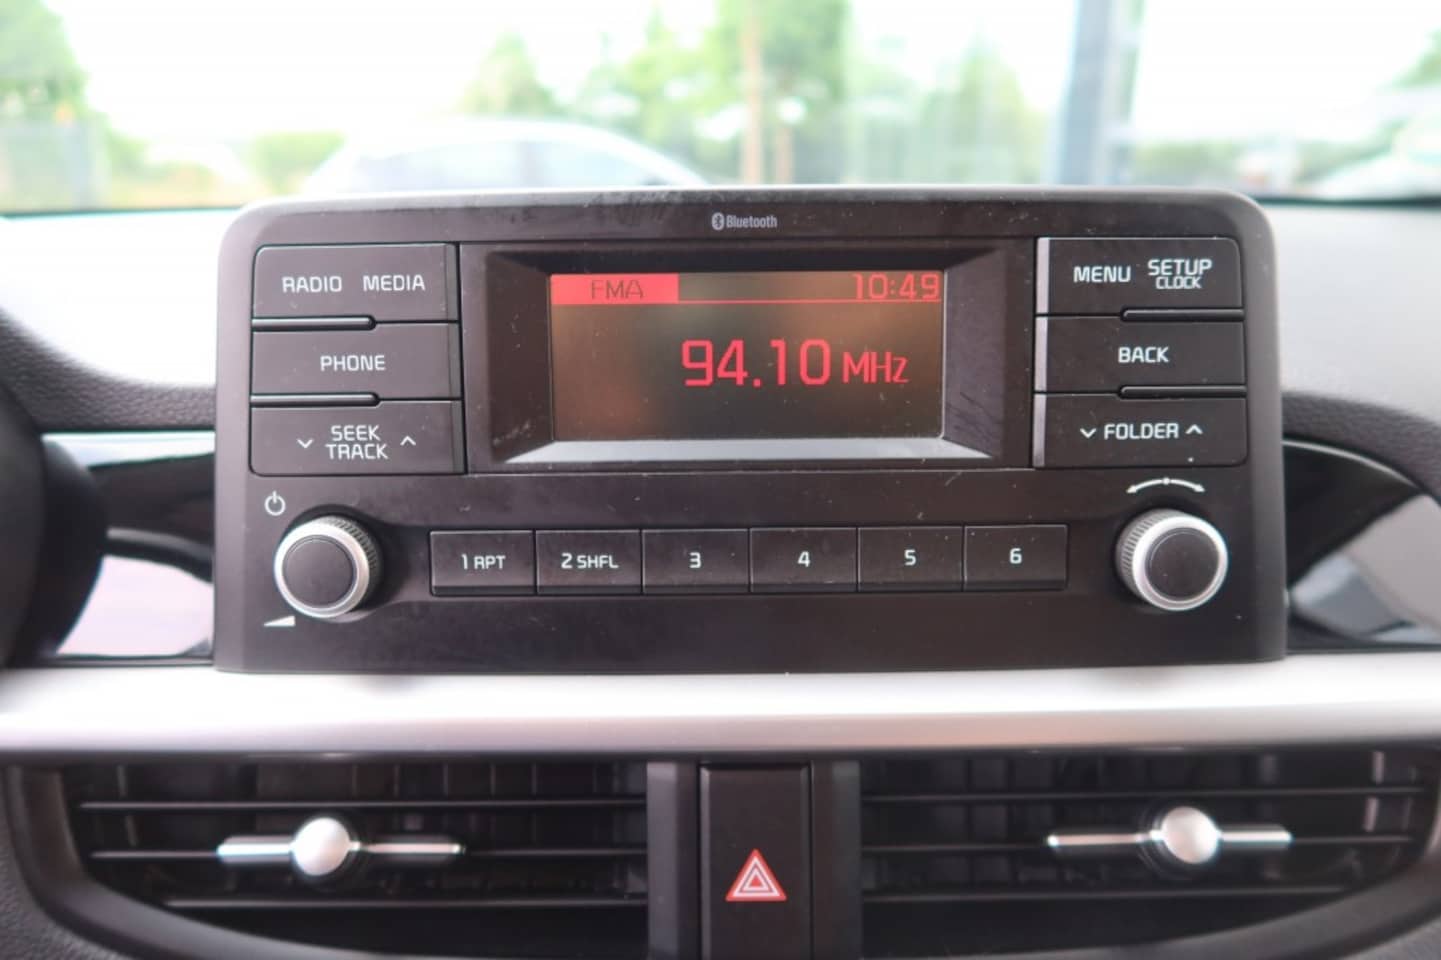 Bluetooth
RADIO MEDIA
PHONE
SEEK
TRACK
FMA 10:49
94.10 MHz
MENU SETUP
CLOCK
BACK
FOLDER
1 RPT 2 SHFL 3 4 5 6